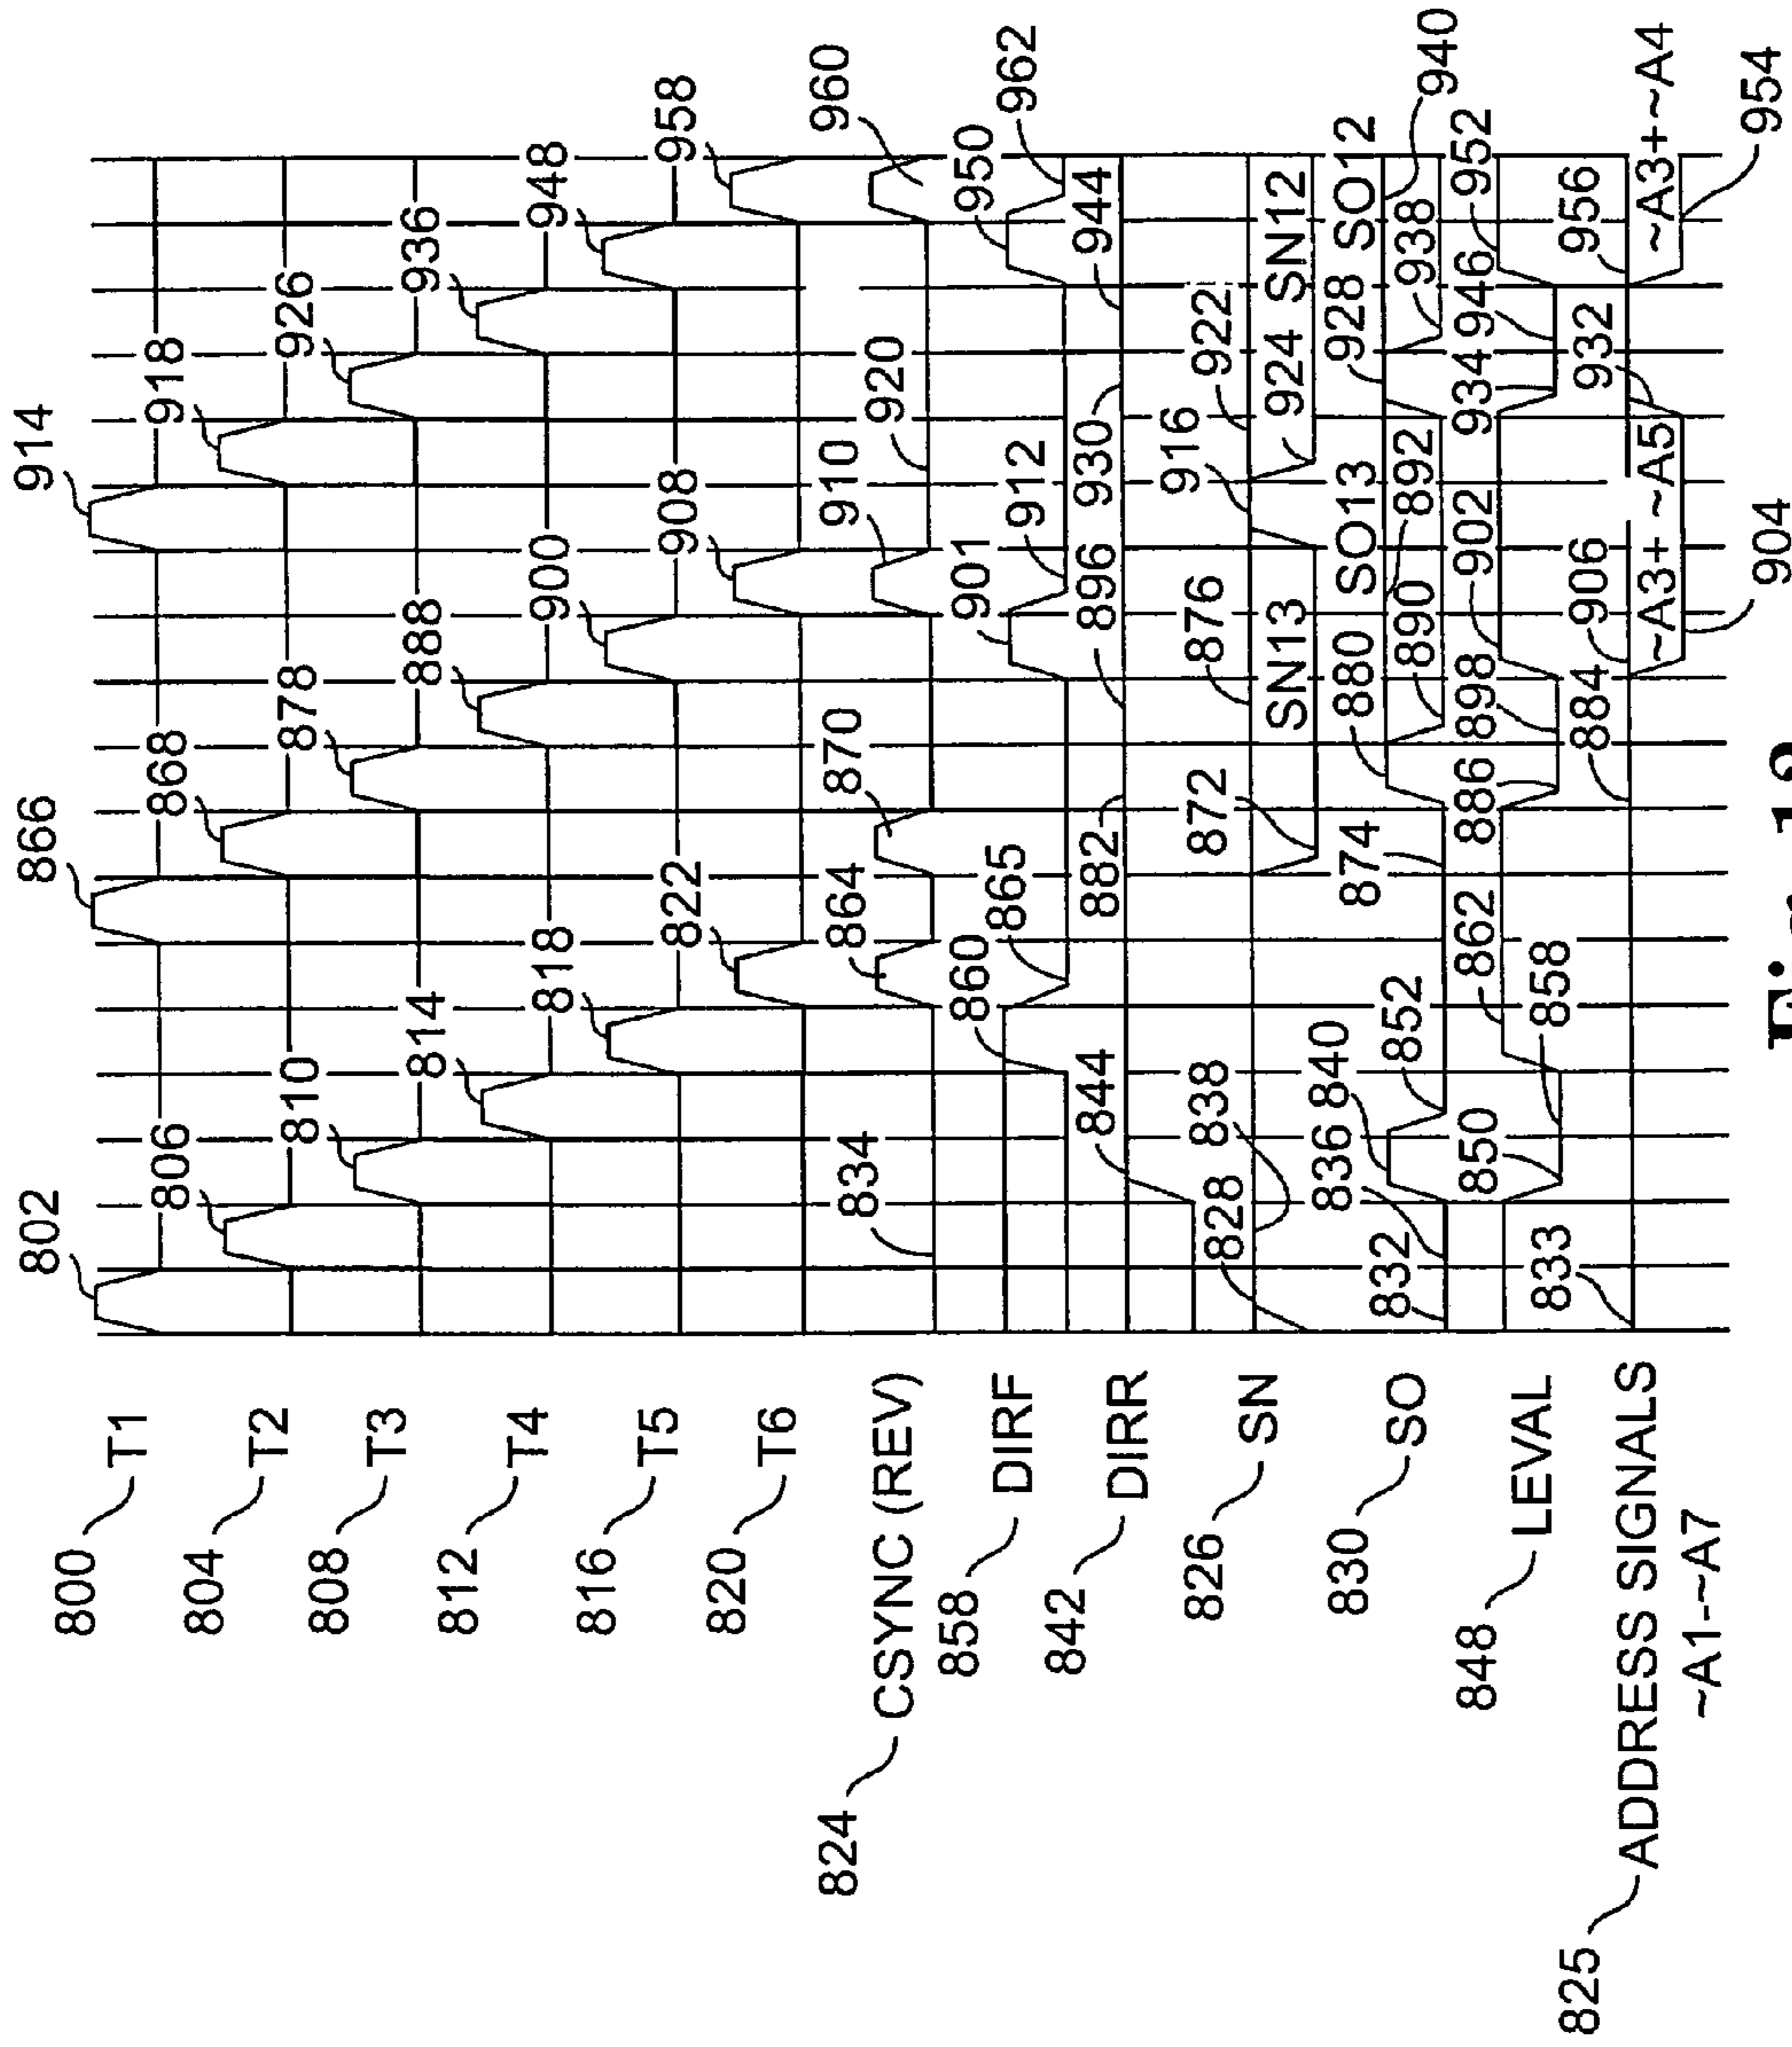 802 866 914
800 T1
806 868 918
804 T2
810 878 926
808 T3
814 888 936
812 T4
818 900 948
816 T5
822 908 958
820 T6
834 864 870 910 920 960
824 CSYNC (REV)
858 DIRF
860 865 901 912 950 962
842 DIRR
844 882 896 930 944
826 SN
828 838 872 876 916 922
SN13 924 SN12
830 SO
832 836 840 874 880 SO13 928 SO12
852 890 892 938 940
848 LEVAL
850 862 886 898 902 934 946 952
833 858 884 906 932 956
825 ADDRESS SIGNALS
~A1-~A7
~A3+ ~A5 ~A3+~A4
904 954